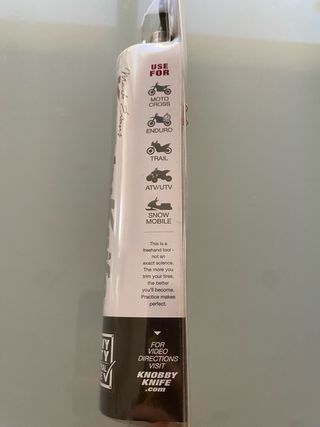 USE
FOR
MOTO
CROSS
ENDURO
TRAIL
ATV/UTV
SNOW
MOBILE
This is a
freehand tool -
not an
exact science.
The more you
trim your tires,
the better
you'll become.
Practice makes
perfect.
FOR
VIDEO
DIRECTIONS
VISIT
KNOBBY
KNIFE
.com